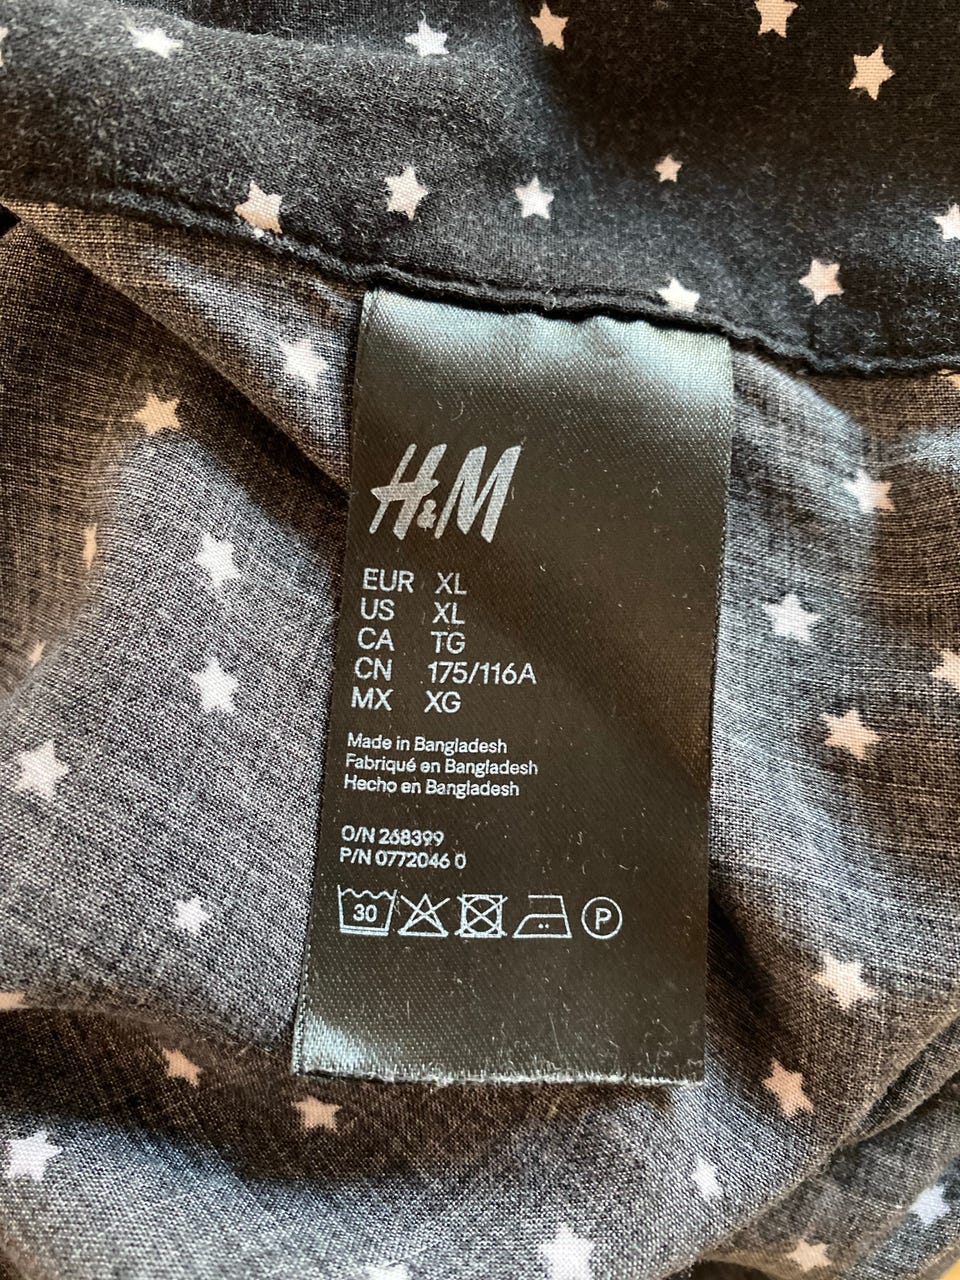 H&M
EUR XL
US XL
CA TG
CN 175/116A
MX XG
Made in Bangladesh
Fabriqué en Bangladesh
Hecho en Bangladesh
O/N 268399
P/N 0772046 0
30 P